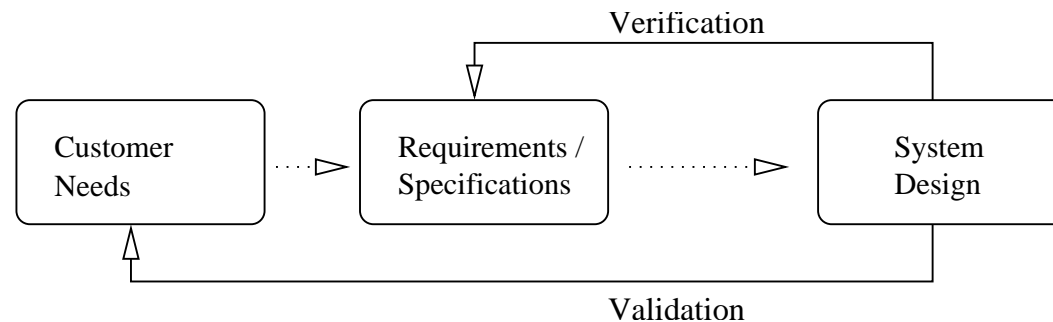 Verification
Customer
Needs
Requirements /
Specifications
System
Design
Validation